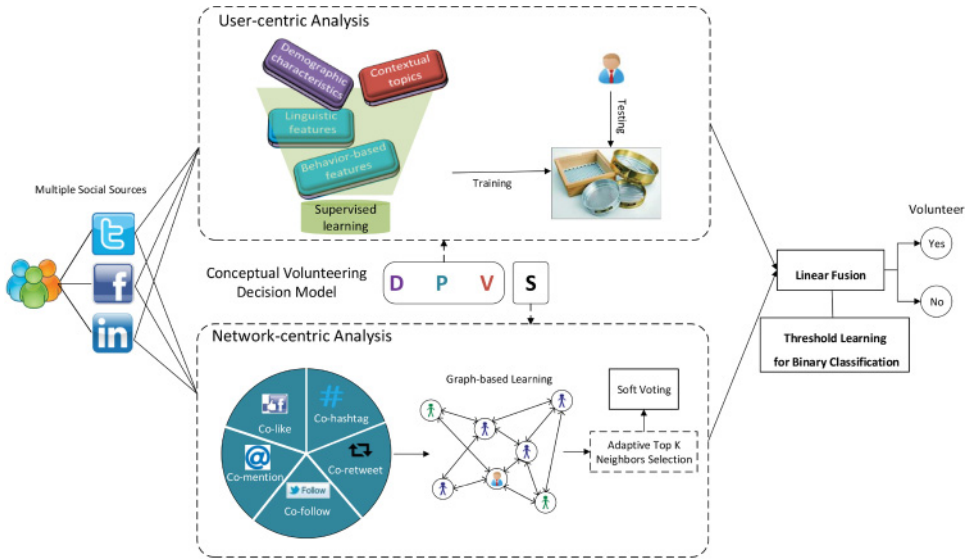 User-centric Analysis
Demographic
characteristics
Contextual
topics
Linguistic
features
Behavior-based
features
Supervised
learning
Training
Testing
Multiple Social Sources
t
f
in
Conceptual Volunteering
Decision Model
D P V S
Network-centric Analysis
Co-like
#
Co-hashtag
@
Co-mention
Co-retweet
Follow
Co-follow
Graph-based Learning
Soft Voting
Adaptive Top K
Neighbors Selection
Linear Fusion
Threshold Learning
for Binary Classification
Volunteer
Yes
No